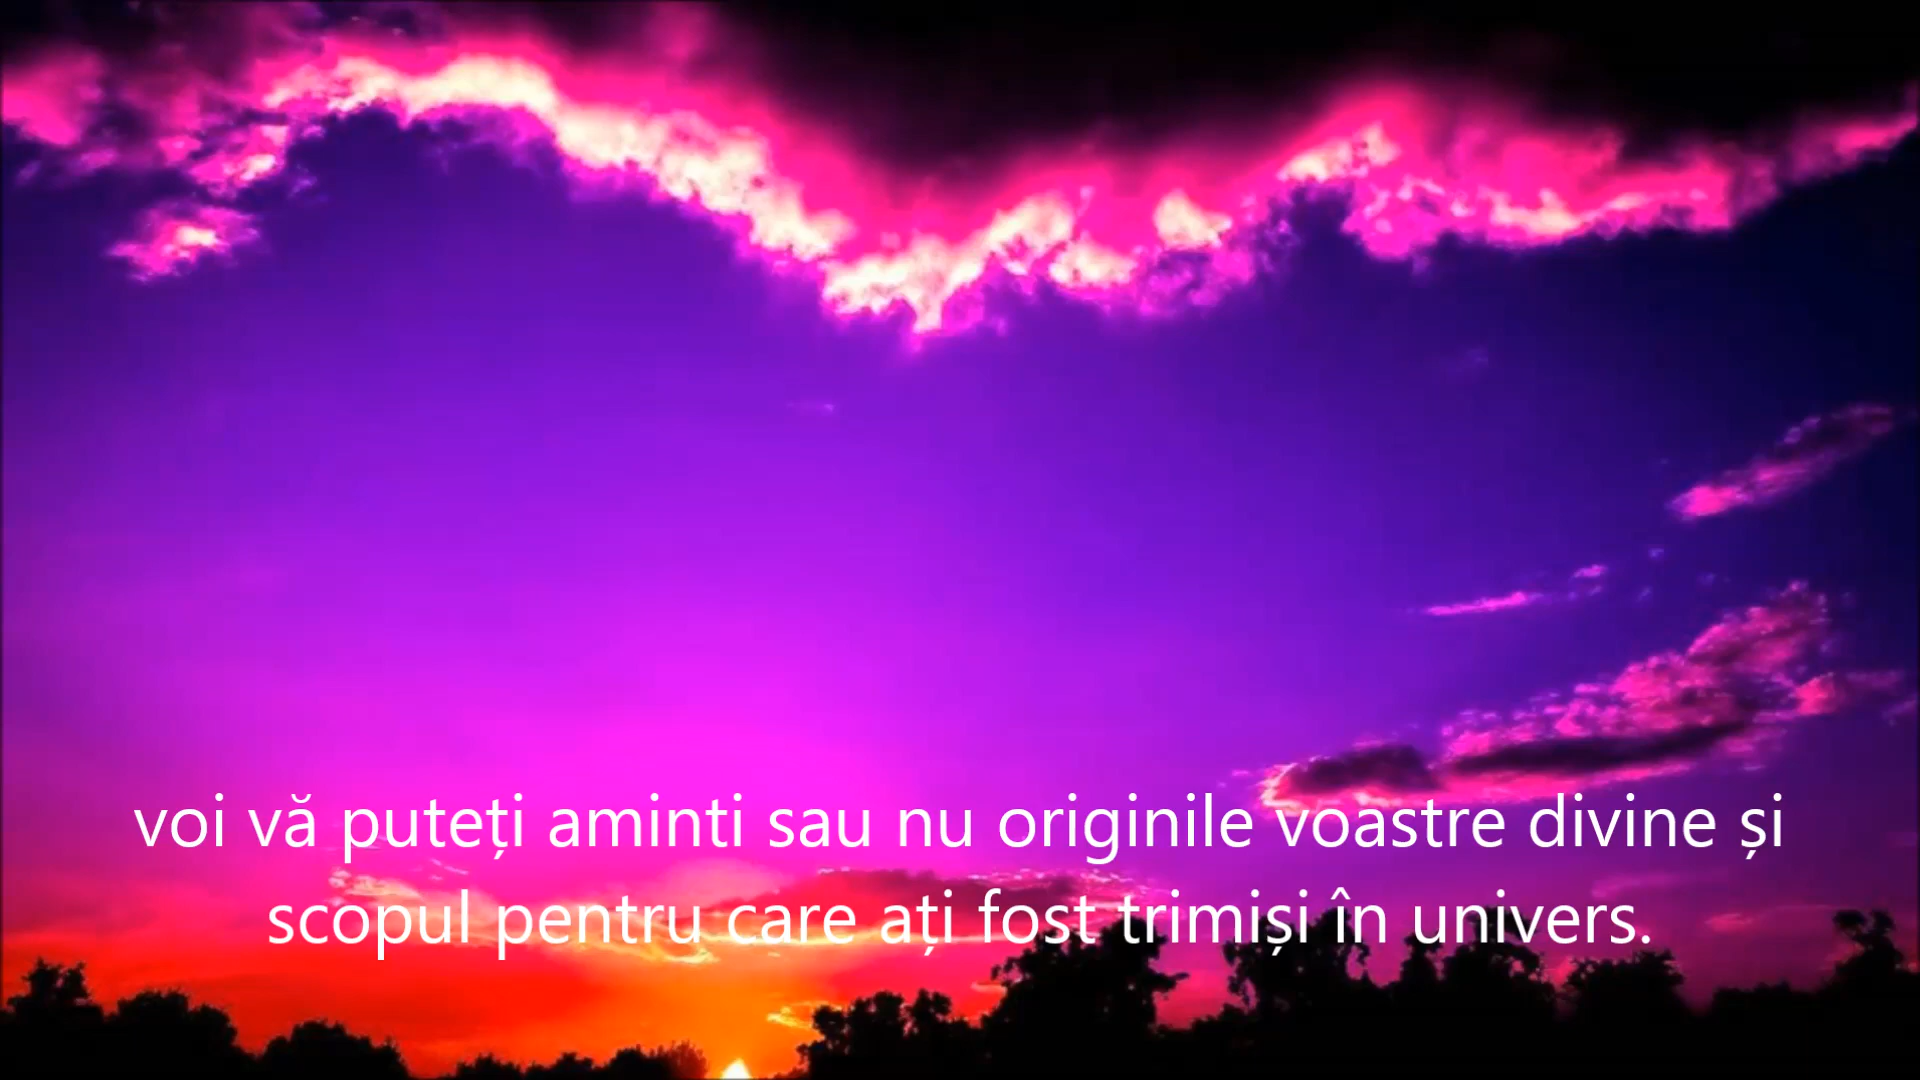 voi vă puteți aminti sau nu originile voastre divine și
scopul pentru care ați fost trimiși în univers.